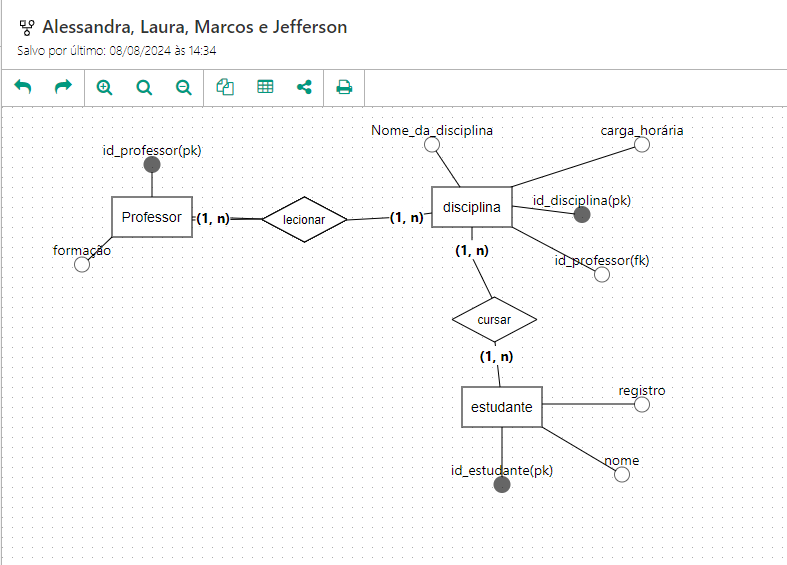 Alessandra, Laura, Marcos e Jefferson
Salvo por último: 08/08/2024 às 14:34
Nome_da_disciplina
carga_horária
id_professor(pk)
id_disciplina(pk)
Professor
(1, n)
lecionar
(1, n)
disciplina
formação
(1, n)
id_professor(fk)
cursar
(1, n)
registro
estudante
nome
id_estudante(pk)